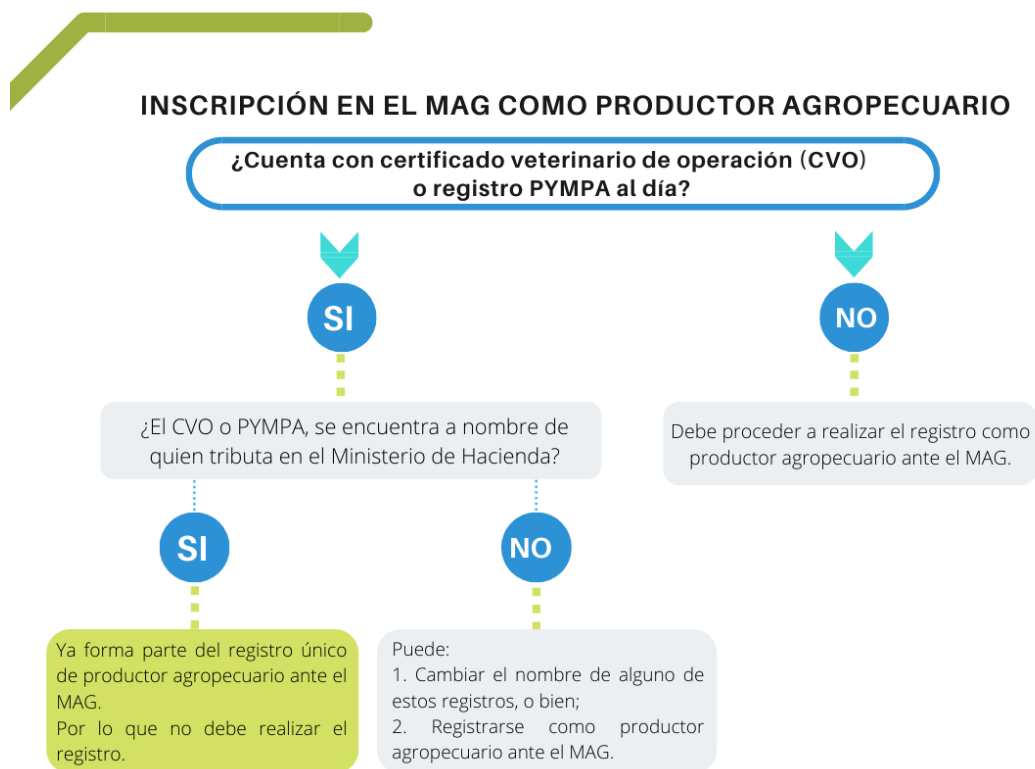 INSCRIPCIÓN EN EL MAG COMO PRODUCTOR AGROPECUARIO
¿Cuenta con certificado veterinario de operación (CVO)
o registro PYMPA al día?
SI
NO
¿El CVO o PYMPA, se encuentra a nombre de
quien tributa en el Ministerio de Hacienda?
Debe proceder a realizar el registro como
productor agropecuario ante el MAG.
SI
NO
Ya forma parte del registro único
de productor agropecuario ante el
MAG.
Por lo que no debe realizar el
registro.
Puede:
1. Cambiar el nombre de alguno de
estos registros, o bien;
2. Registrarse como productor
agropecuario ante el MAG.